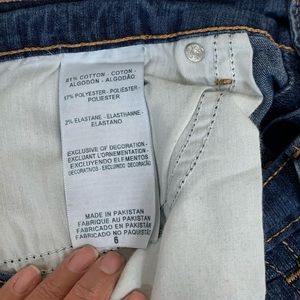 81% COTTON - COTON -
ALGODÓN - ALGODÃO
17% POLYESTER - POLIÉSTER -
POLIESTER
2% ELASTANE - ELASTHANNE -
ELASTANO
EXCLUSIVE OF DECORATION -
EXCLUANT L'ORNEMENTATION -
EXCLUYENDO ELEMENTOS
DECORATIVOS - EXCLUINDO DECORAÇÃO
MADE IN PAKISTAN
FABRIQUÉ AU PAKISTAN
FABRICADO EN PAKISTÁN
FABRICADO NO PAQUISTÃO
6